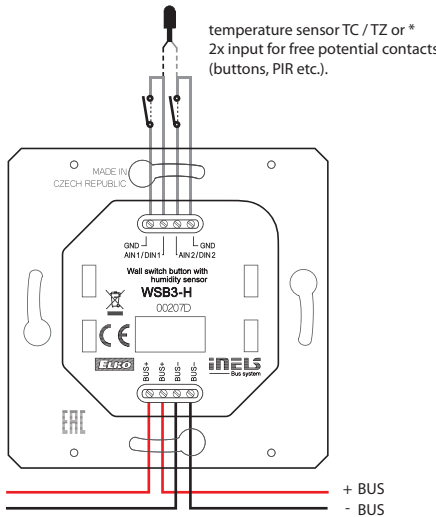 temperature sensor TC / TZ or *
2x input for free potential contacts
(buttons, PIR etc.).
MADE IN
CZECH REPUBLIC
GND
GND
AIN1/DIN1
AIN2/DIN2
Wall switch button with
humidity sensor
WSB3-H
00207D
CE
ELKO
iNELS
Bus system
BUS+
BUS+
BUS-
BUS-
EAC
+ BUS
- BUS